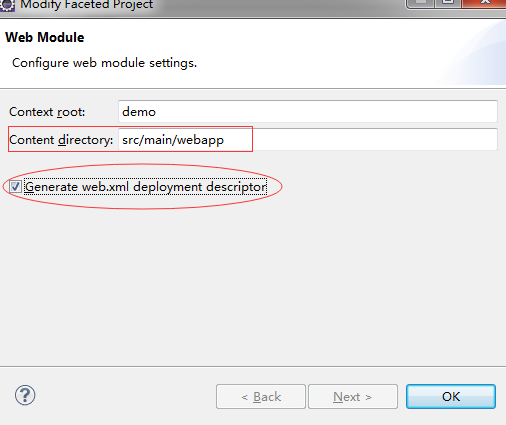 Modify Faceted Project
Web Module
Configure web module settings.
Context root: demo
Content directory: src/main/webapp
Generate web.xml deployment descriptor
? < Back Next > OK